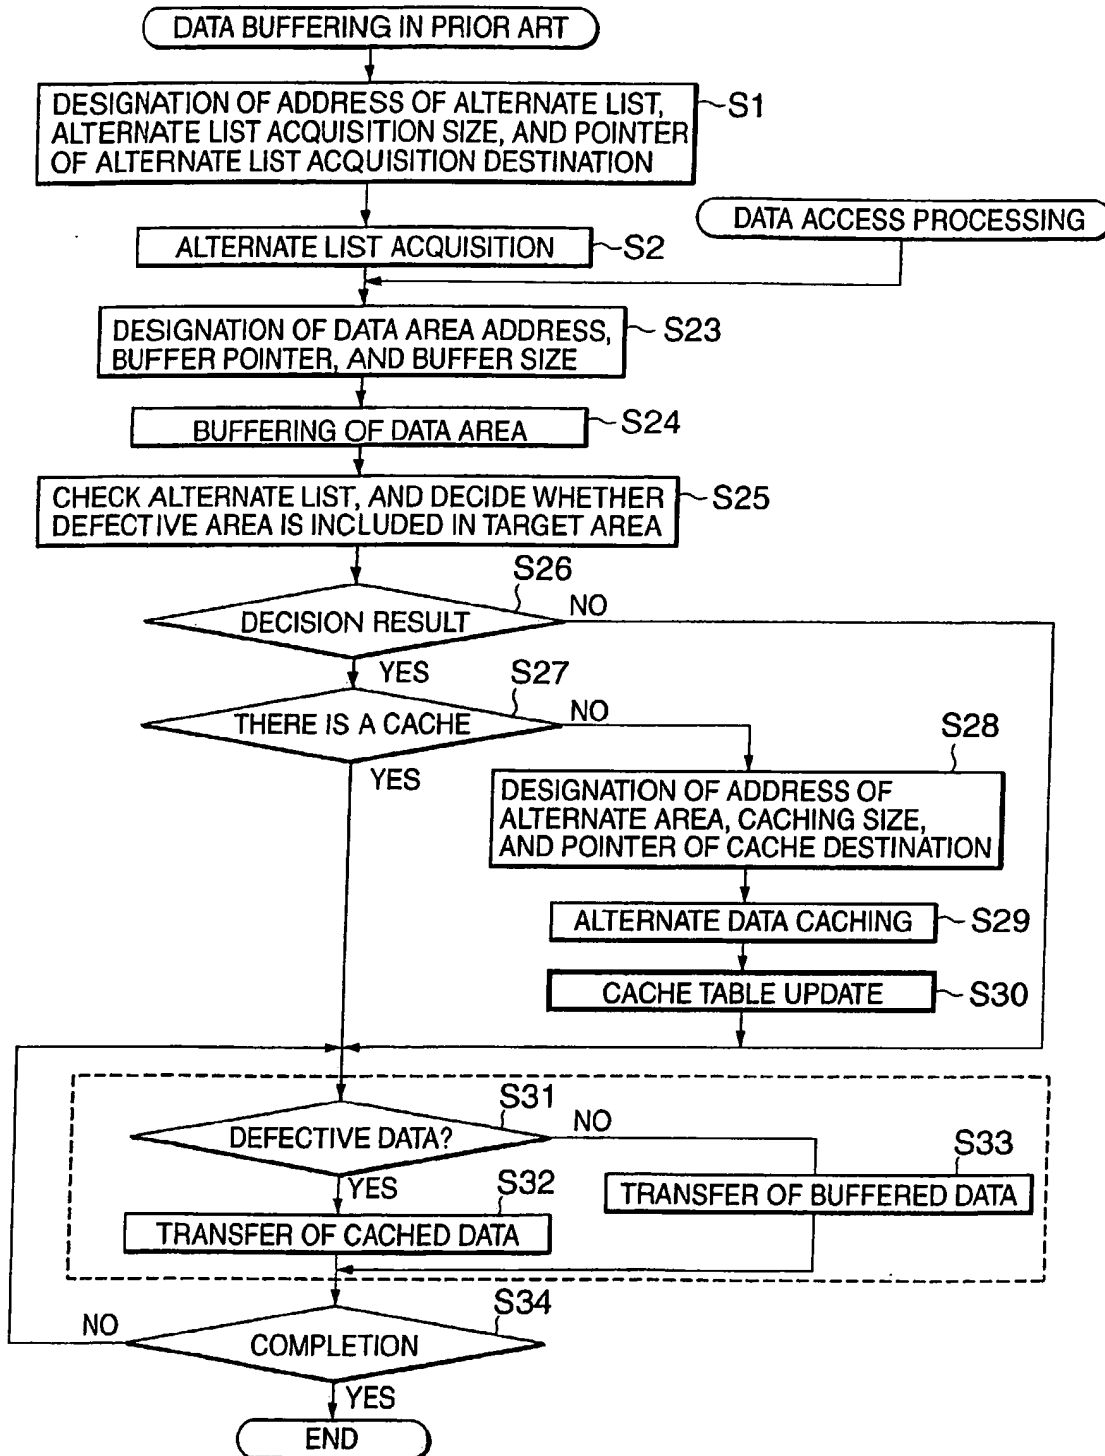 DATA BUFFERING IN PRIOR ART
DESIGNATION OF ADDRESS OF ALTERNATE LIST,
ALTERNATE LIST ACQUISITION SIZE, AND POINTER
OF ALTERNATE LIST ACQUISITION DESTINATION
S1
DATA ACCESS PROCESSING
ALTERNATE LIST ACQUISITION
S2
DESIGNATION OF DATA AREA ADDRESS,
BUFFER POINTER, AND BUFFER SIZE
S23
BUFFERING OF DATA AREA
S24
CHECK ALTERNATE LIST, AND DECIDE WHETHER
DEFECTIVE AREA IS INCLUDED IN TARGET AREA
S25
S26
DECISION RESULT
NO
YES
S27
THERE IS A CACHE
NO
YES
S28
DESIGNATION OF ADDRESS OF
ALTERNATE AREA, CACHING SIZE,
AND POINTER OF CACHE DESTINATION
ALTERNATE DATA CACHING
S29
CACHE TABLE UPDATE
S30
S31
DEFECTIVE DATA?
NO
YES
S32
TRANSFER OF CACHED DATA
S33
TRANSFER OF BUFFERED DATA
S34
COMPLETION
NO
YES
END